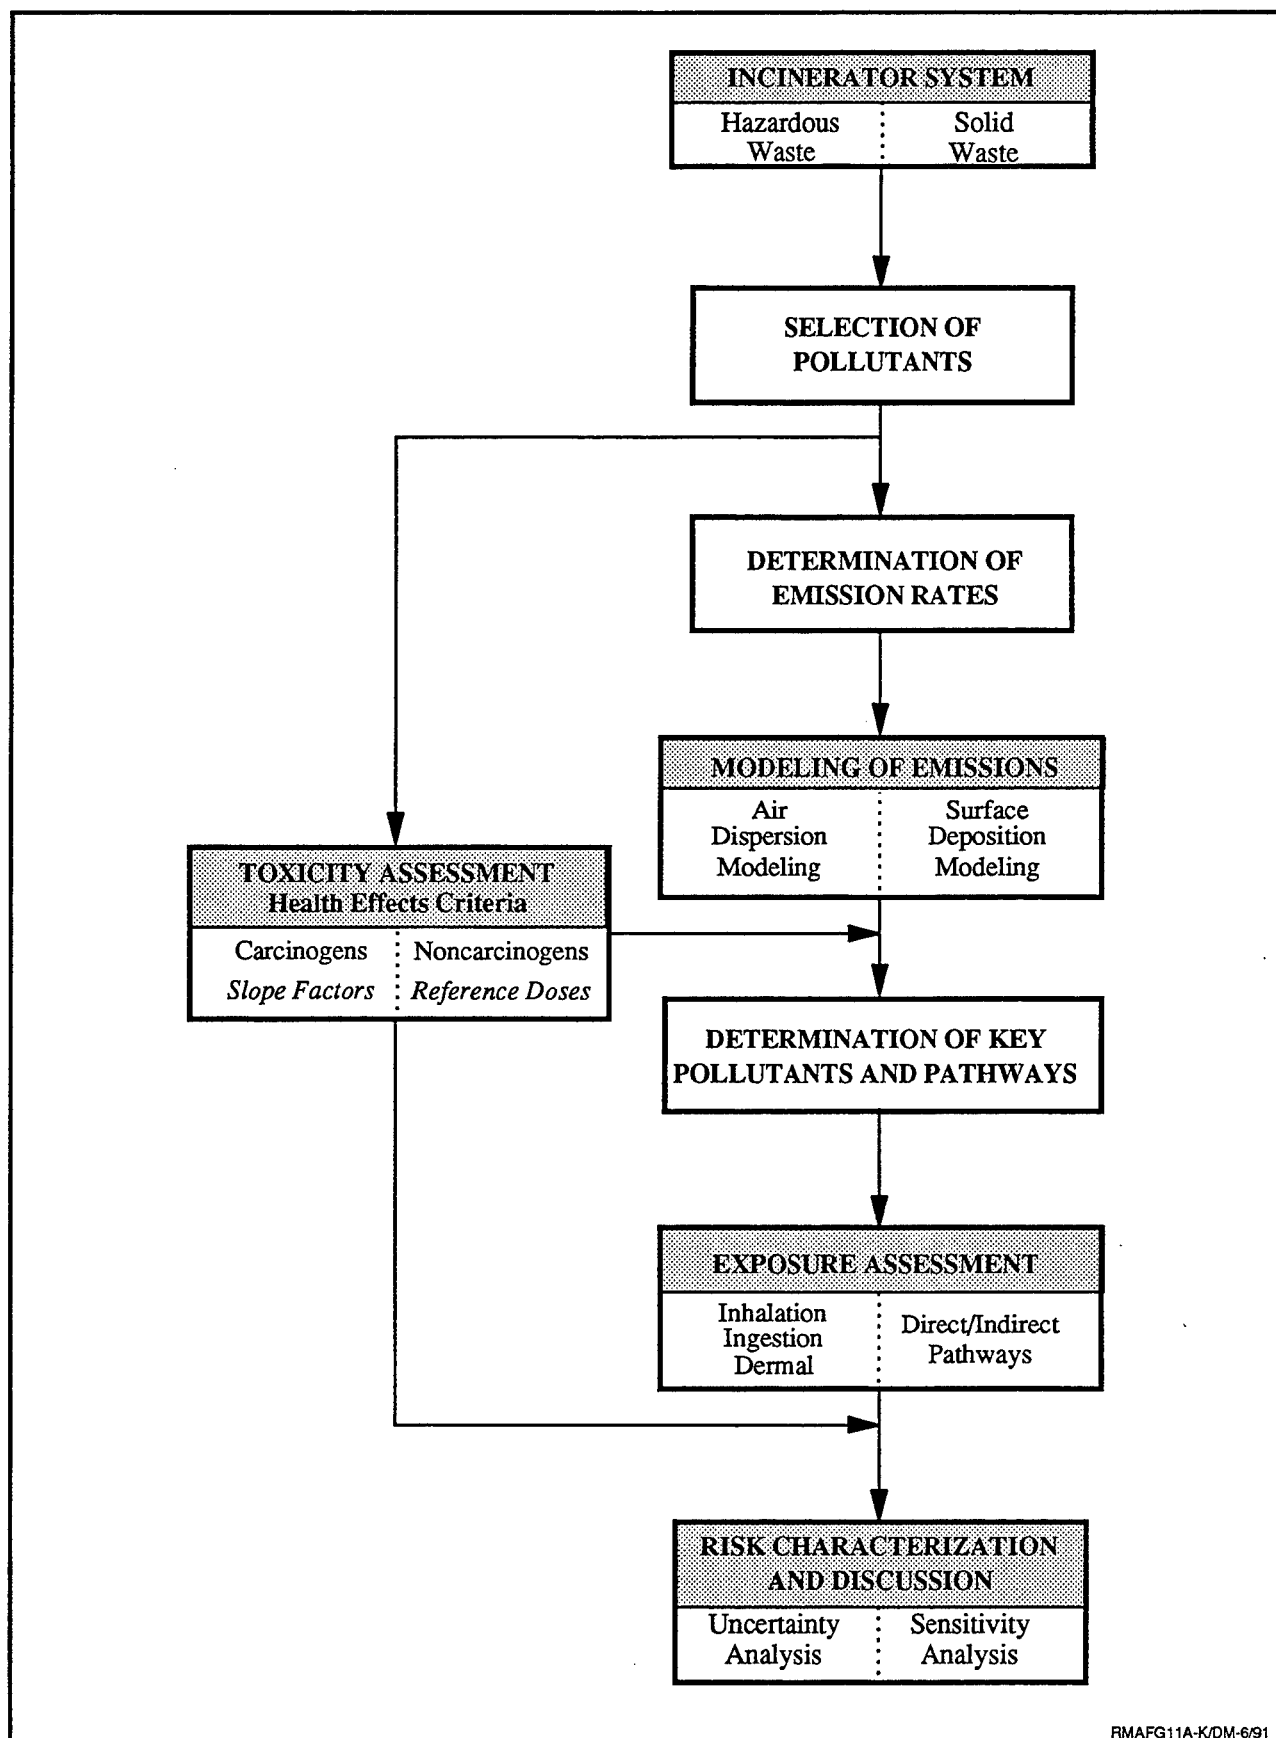 INCINERATOR SYSTEM
Hazardous
Waste
Solid
Waste
SELECTION OF
POLLUTANTS
DETERMINATION OF
EMISSION RATES
MODELING OF EMISSIONS
Air
Dispersion
Modeling
Surface
Deposition
Modeling
TOXICITY ASSESSMENT
Health Effects Criteria
Carcinogens
Slope Factors
Noncarcinogens
Reference Doses
DETERMINATION OF KEY
POLLUTANTS AND PATHWAYS
EXPOSURE ASSESSMENT
Inhalation
Ingestion
Dermal
Direct/Indirect
Pathways
RISK CHARACTERIZATION
AND DISCUSSION
Uncertainty
Analysis
Sensitivity
Analysis
RMAFG11A-K/DM-6/91